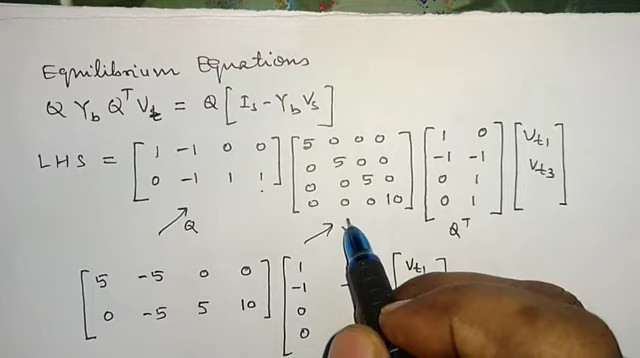 Equilibrium Equations
Q Y_b Q^T V_t = Q [ I_s - Y_b V_s ]
LHS = [ 1 -1 0 0 ; 0 -1 1 1 ] [ 5 0 0 0 ; 0 5 0 0 ; 0 0 5 0 ; 0 0 0 10 ] [ 1 0 ; -1 -1 ; 0 1 ; 0 1 ] [ V_t1 ; V_t3 ]
Q Q^T
[ 5 -5 0 0 ; 0 -5 5 10 ] [ 1 ; -1 - ; 0 ; 0 [ V_t1 ]